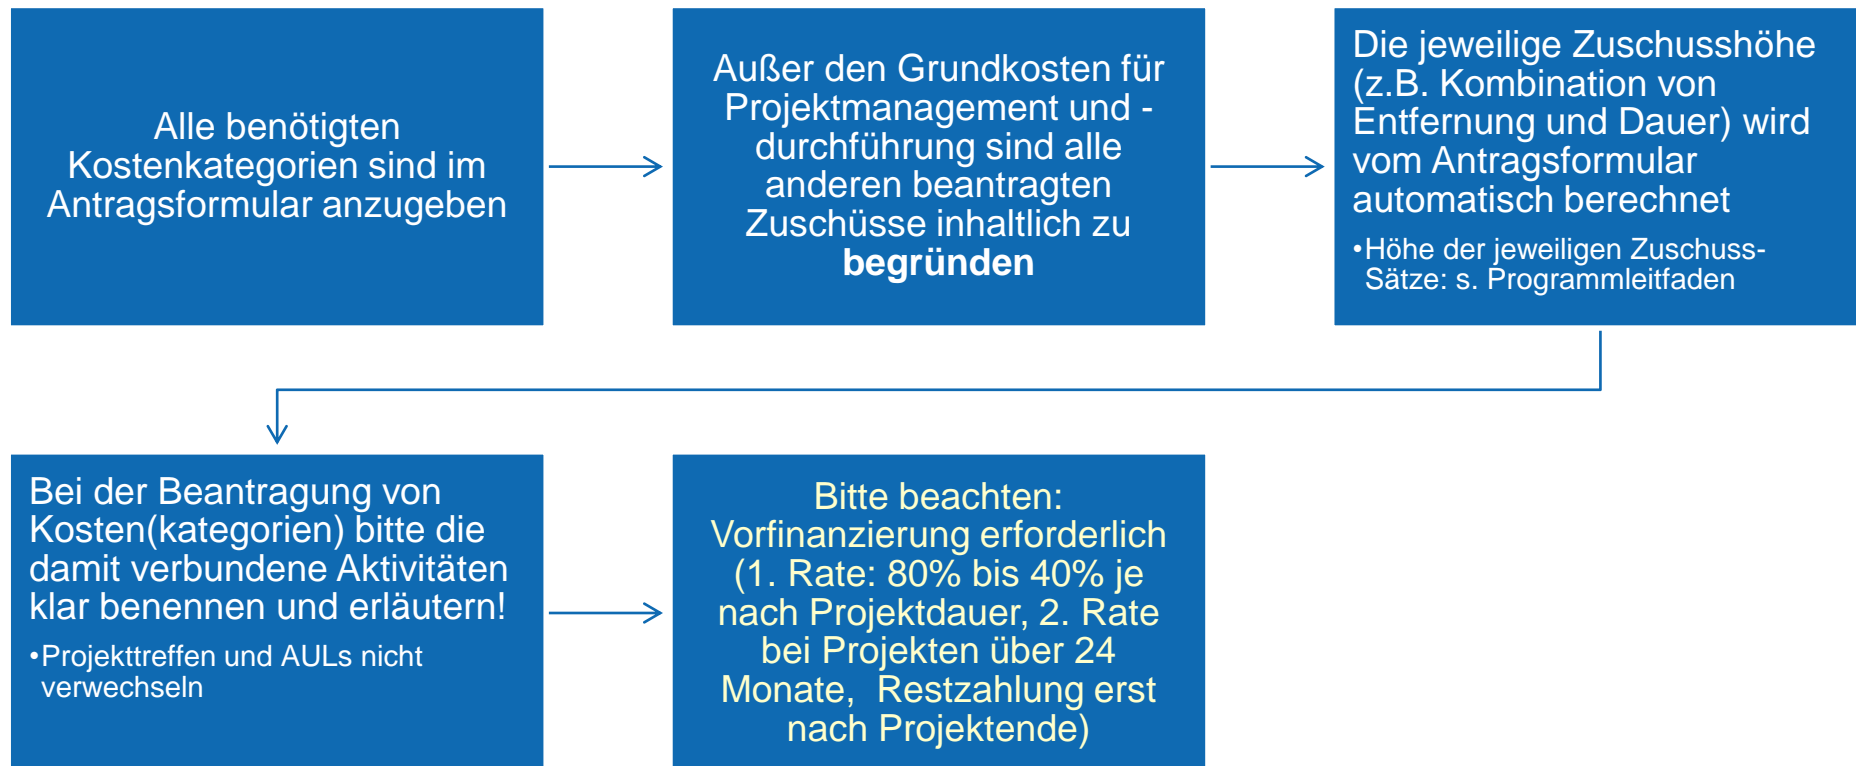 Alle benötigten
Kostenkategorien sind im
Antragsformular anzugeben
Außer den Grundkosten für
Projektmanagement und -
durchführung sind alle
anderen beantragten
Zuschüsse inhaltlich zu
begründen
Die jeweilige Zuschusshöhe
(z.B. Kombination von
Entfernung und Dauer) wird
vom Antragsformular
automatisch berechnet
•Höhe der jeweiligen Zuschuss-
Sätze: s. Programmleitfaden
Bei der Beantragung von
Kosten(kategorien) bitte die
damit verbundene Aktivitäten
klar benennen und erläutern!
•Projekttreffen und AULs nicht
verwechseln
Bitte beachten:
Vorfinanzierung erforderlich
(1. Rate: 80% bis 40% je
nach Projektdauer, 2. Rate
bei Projekten über 24
Monate,  Restzahlung erst
nach Projektende)